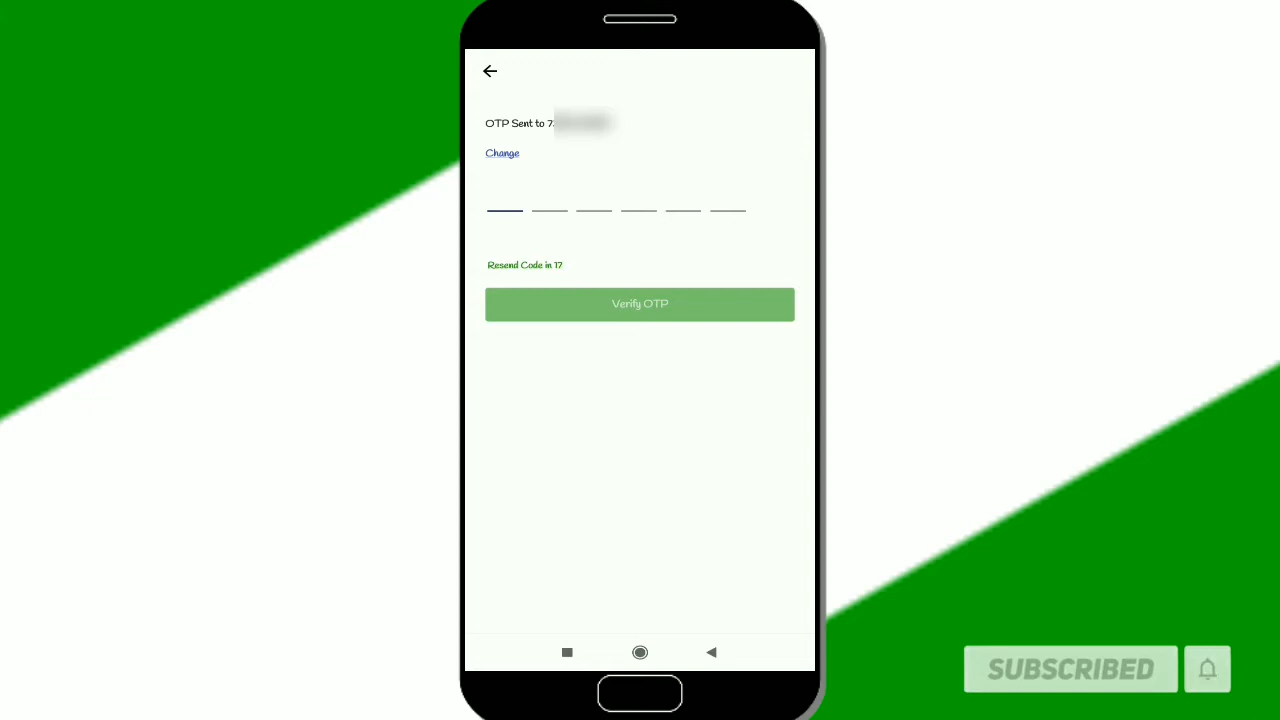 OTP Sent to 7
Change
Resend Code in 17
Verify OTP
SUBSCRIBED